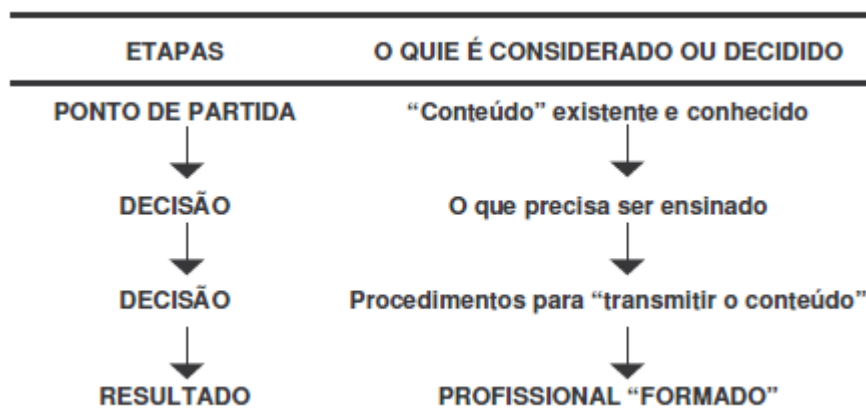 ETAPAS O QUIE É CONSIDERADO OU DECIDIDO
PONTO DE PARTIDA “Conteúdo” existente e conhecido
DECISÃO O que precisa ser ensinado
DECISÃO Procedimentos para “transmitir o conteúdo”
RESULTADO PROFISSIONAL “FORMADO”